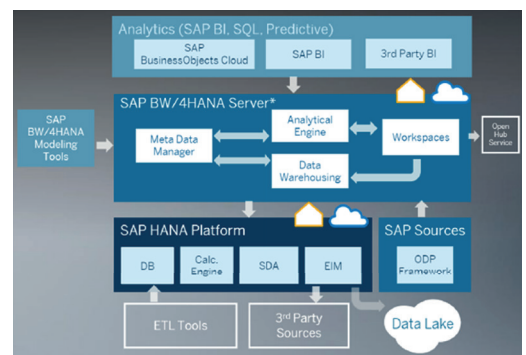 Analytics (SAP BI, SQL, Predictive)
SAP
BusinessObjects Cloud
SAP BI
3rd Party BI
SAP BW/4HANA Server*
SAP
BW/4HANA
Modeling
Tools
Meta Data
Manager
Analytical
Engine
Workspaces
Data
Warehousing
Open
Hub
Service
SAP HANA Platform
DB
Calc.
Engine
SDA
EIM
SAP Sources
ODP
Framework
ETL Tools
3rd Party
Sources
Data Lake